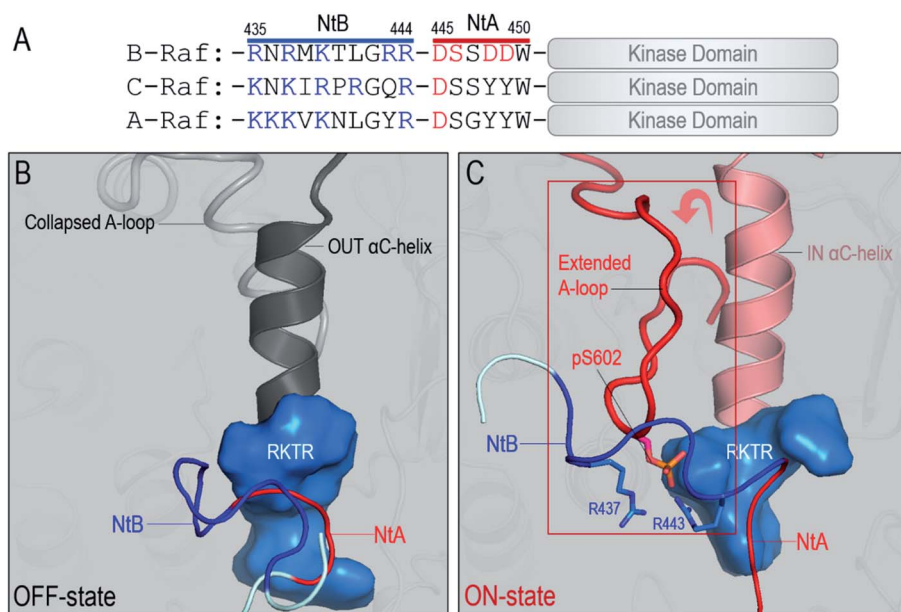 A
435 NtB 444 445 NtA 450
B-Raf: -RNRMKTLGRR- DSSDDW- Kinase Domain
C-Raf: -KNKIRPRGQR- DSSYYW- Kinase Domain
A-Raf: -KKKVKNLGYR- DSGYYW- Kinase Domain
B
Collapsed A-loop
OUT αC-helix
RKTR
NtB
NtA
OFF-state
C
IN αC-helix
Extended
A-loop
pS602
NtB
RKTR
R437
R443
NtA
ON-state